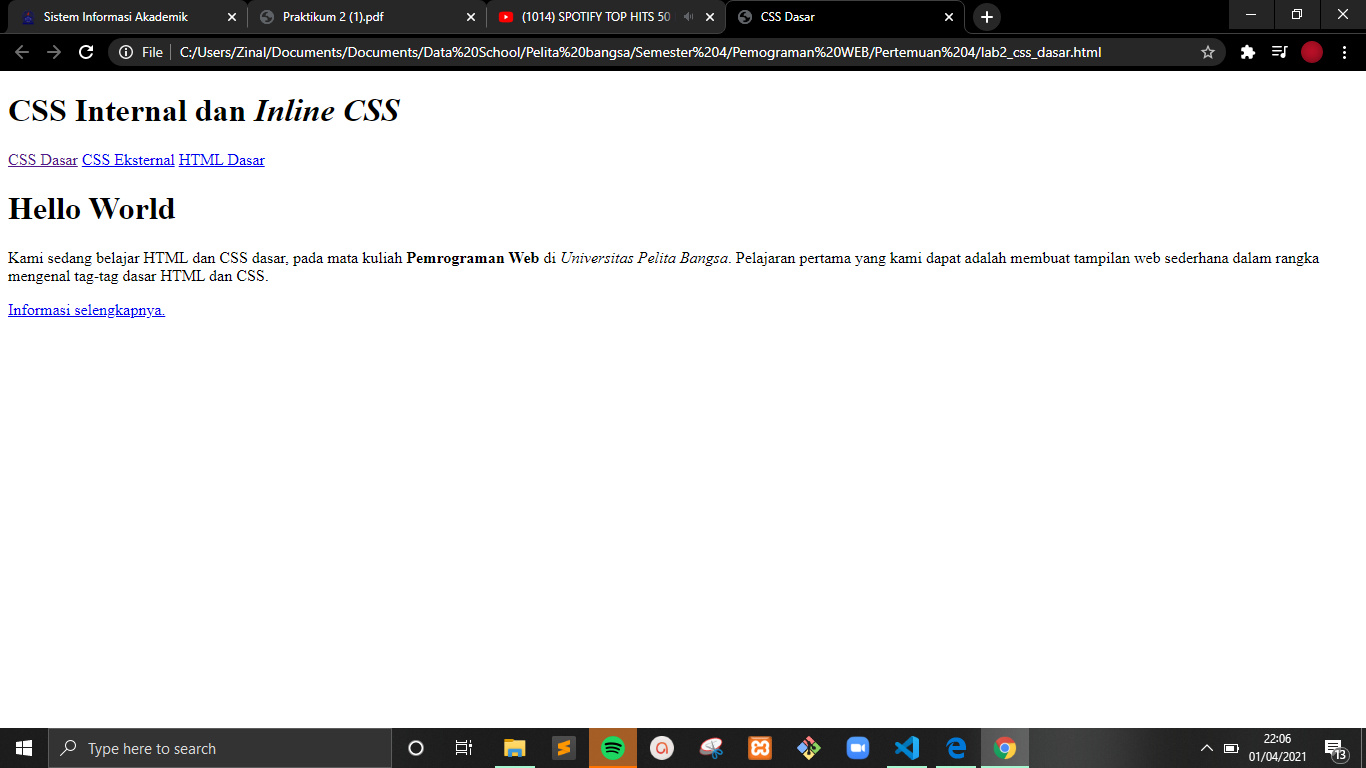 Sistem Informasi Akademik
Praktikum 2 (1).pdf
(1014) SPOTIFY TOP HITS 50
CSS Dasar
File
C:/Users/Zinal/Documents/Documents/Data%20School/Pelita%20bangsa/Semester%204/Pemograman%20WEB/Pertemuan%204/lab2_css_dasar.html
CSS Internal dan Inline CSS
CSS Dasar CSS Eksternal HTML Dasar
Hello World
Kami sedang belajar HTML dan CSS dasar, pada mata kuliah Pemrograman Web di Universitas Pelita Bangsa. Pelajaran pertama yang kami dapat adalah membuat tampilan web sederhana dalam rangka
mengenal tag-tag dasar HTML dan CSS.
Informasi selengkapnya.
Type here to search
22:06
01/04/2021
13